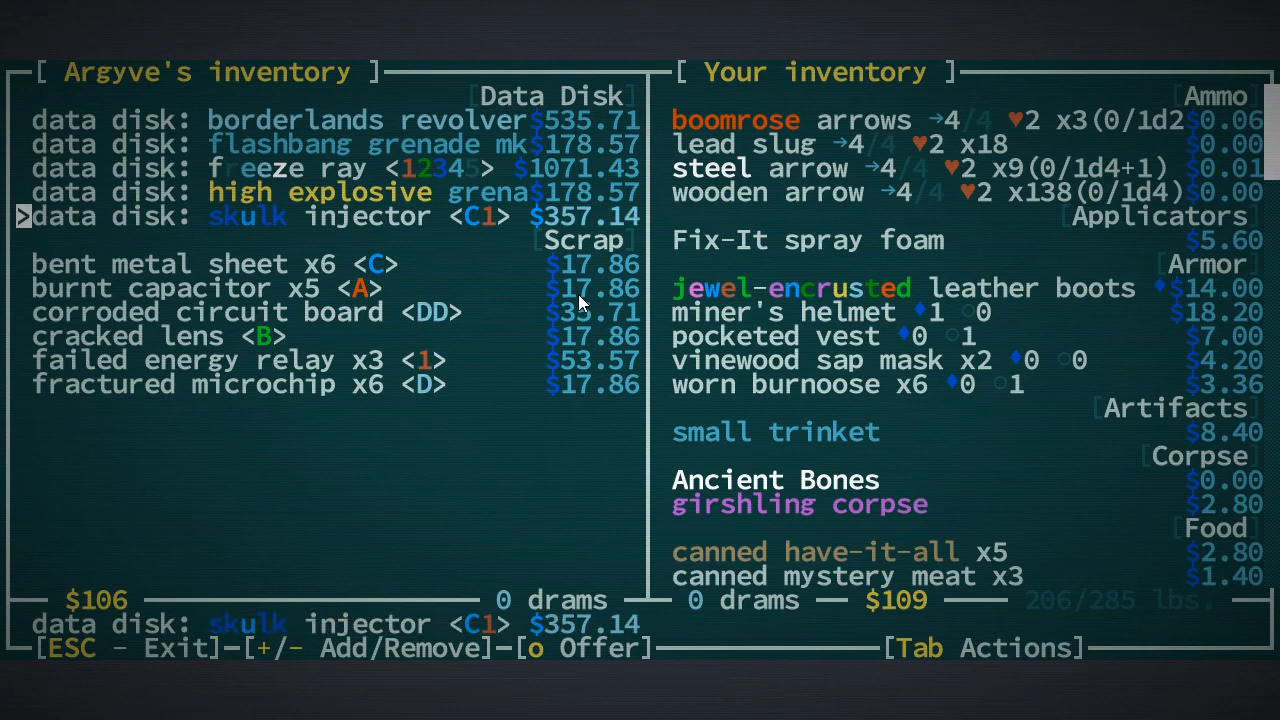 [ Argyve's inventory ]
[Data Disk]
data disk: borderlands revolver $535.71
data disk: flashbang grenade mk $178.57
data disk: freeze ray <12345> $1071.43
data disk: high explosive grena $178.57
>data disk: skulk injector <C1> $357.14
[Scrap]
bent metal sheet x6 <C> $17.86
burnt capacitor x5 <A> $17.86
corroded circuit board <DD> $35.71
cracked lens <B> $17.86
failed energy relay x3 <1> $53.57
fractured microchip x6 <D> $17.86
$106
0 drams
[ Your inventory ]
[Ammo]
boomrose arrows →4/4 ♥2 x3(0/1d2 $0.06
lead slug →4/4 ♥2 x18 $0.00
steel arrow →4/4 ♥2 x9(0/1d4+1) $0.01
wooden arrow →4/4 ♥2 x138(0/1d4) $0.00
[Applicators]
Fix-It spray foam $5.60
[Armor]
jewel-encrusted leather boots ♦ $14.00
miner's helmet ♦1 ○0 $18.20
pocketed vest ♦0 ○1 $7.00
vinewood sap mask x2 ♦0 ○0 $4.20
worn burnoose x6 ♦0 ○1 $3.36
[Artifacts]
small trinket $8.40
[Corpse]
Ancient Bones $0.00
girshling corpse $2.80
[Food]
canned have-it-all x5 $2.80
canned mystery meat x3 $1.40
0 drams
$109
206/285 lbs.
data disk: skulk injector <C1> $357.14
[ESC - Exit]-[+/- Add/Remove]-[o Offer]
[Tab Actions]